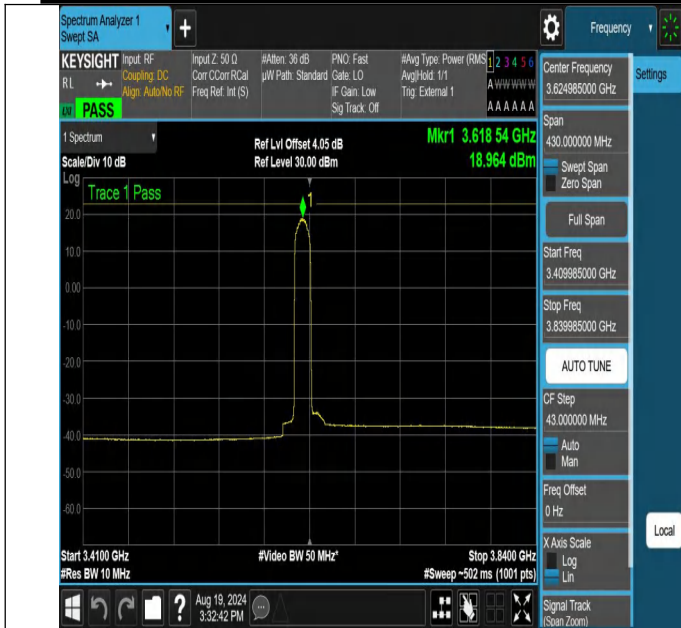 Spectrum Analyzer 1
Swept SA
Frequency
KEYSIGHT
RL
PASS
Input: RF
Coupling: DC
Align: Auto/No RF
Input Z: 50 Ω
Corr CCorr RCal
Freq Ref: Int (S)
#Atten: 36 dB
µW Path: Standard
PNO: Fast
Gate: LO
IF Gain: Low
Sig Track: Off
#Avg Type: Power (RMS
Avg|Hold: 1/1
Trig: External 1
1 2 3 4 5 6
A W W W W W
A A A A A A
1 Spectrum
Scale/Div 10 dB
Ref Lvl Offset 4.05 dB
Ref Level 30.00 dBm
Mkr1 3.618 54 GHz
18.964 dBm
Log
Trace 1 Pass
1
20.0
10.0
0.00
-10.0
-20.0
-30.0
-40.0
-50.0
-60.0
Start 3.4100 GHz
#Res BW 10 MHz
#Video BW 50 MHz*
Stop 3.8400 GHz
#Sweep ~502 ms (1001 pts)
Center Frequency
3.624985000 GHz
Settings
Span
430.000000 MHz
Swept Span
Zero Span
Full Span
Start Freq
3.409985000 GHz
Stop Freq
3.839985000 GHz
AUTO TUNE
CF Step
43.000000 MHz
Auto
Man
Freq Offset
0 Hz
X Axis Scale
Log
Lin
Local
Signal Track
(Span Zoom)
?
Aug 19, 2024
3:32:42 PM